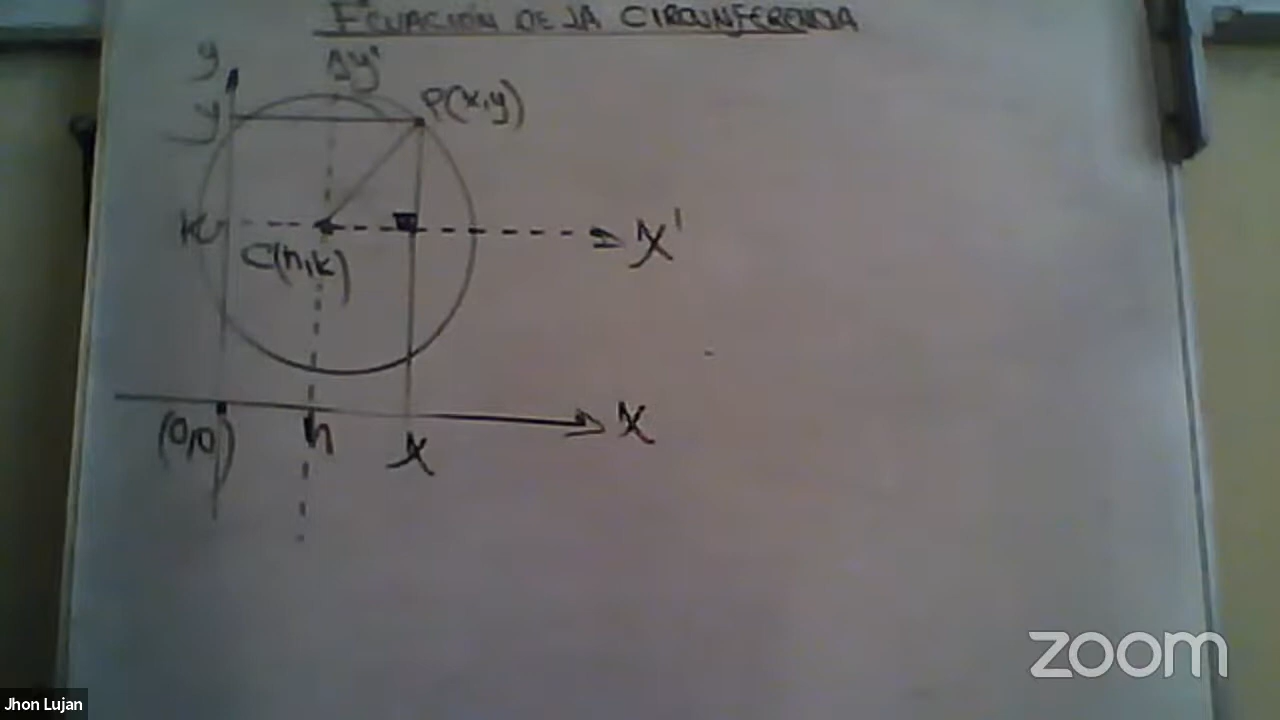 ECUACIÓN DE LA CIRCUNFERENCIA
y
y'
y
P(x,y)
K
x'
C(h,k)
(0,0)
h
x
x
zoom
Jhon Lujan